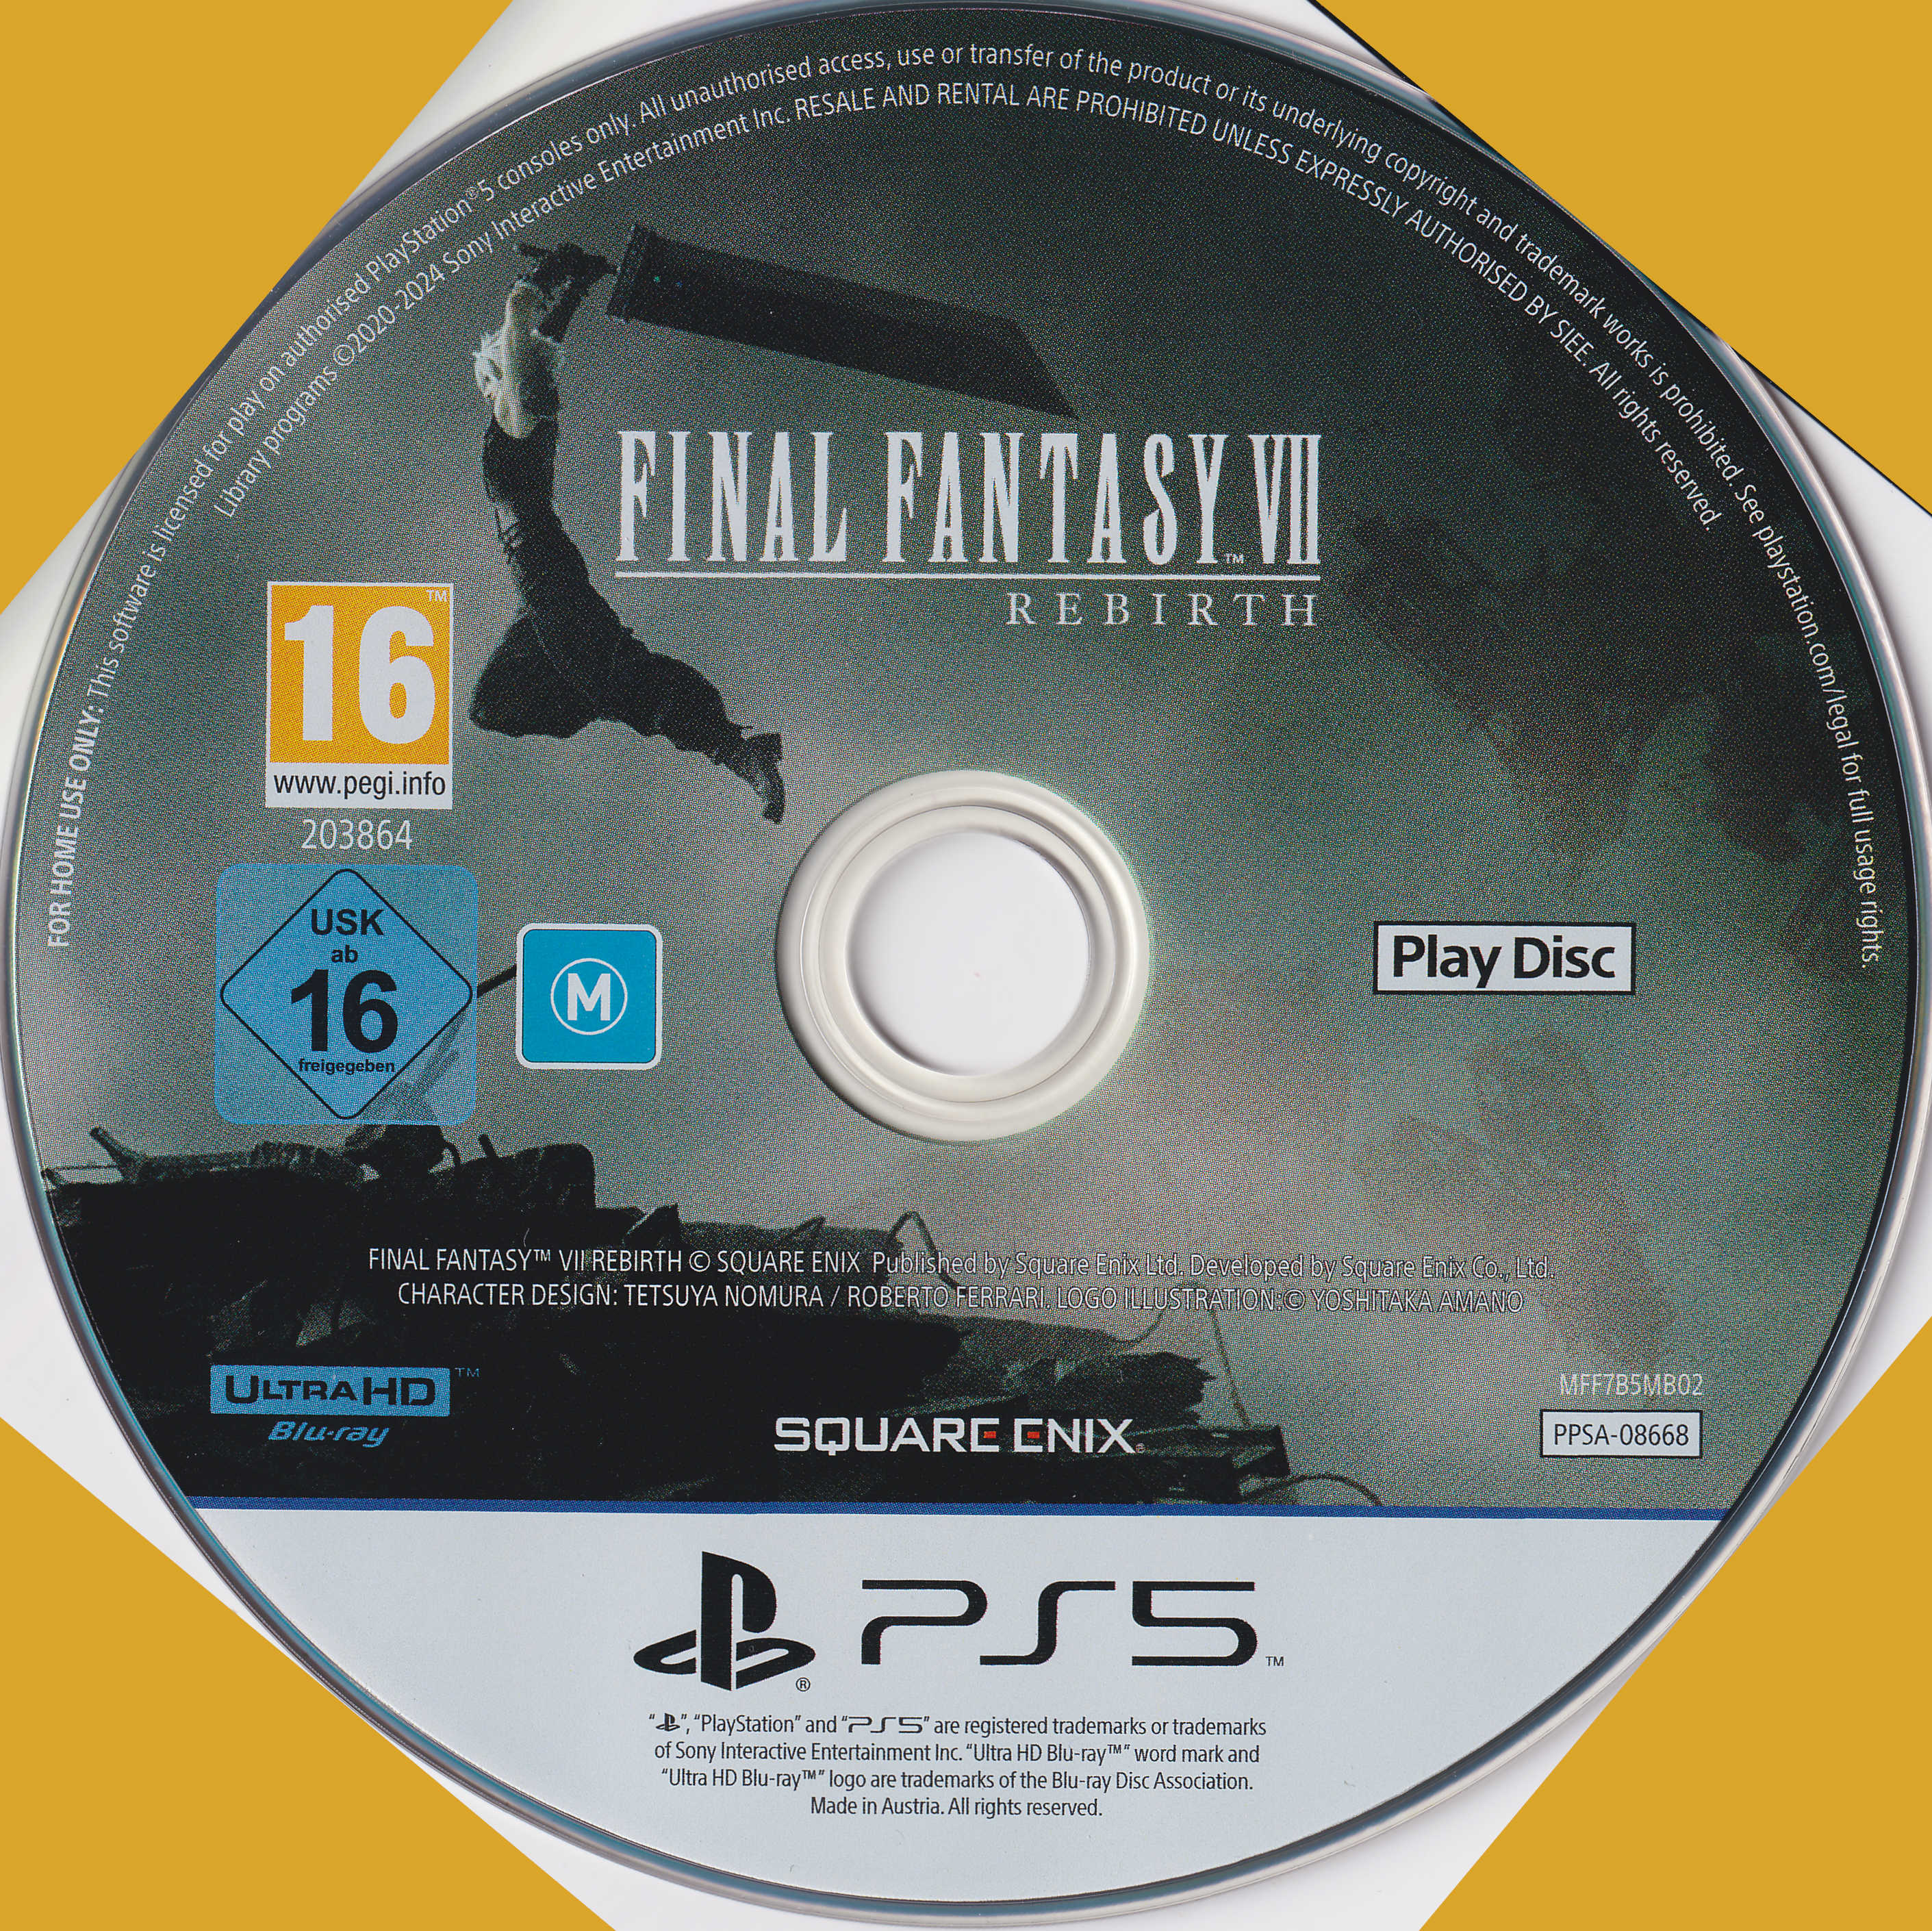 FOR HOME USE ONLY: This software is licensed for play on authorised PlayStation®5 consoles only. All unauthorised access, use or transfer of the product or its underlying copyright and trademark works is prohibited. See playstation.com/legal for full usage rights.
Library programs ©2020-2024 Sony Interactive Entertainment Inc. RESALE AND RENTAL ARE PROHIBITED UNLESS EXPRESSLY AUTHORISED BY SIEE. All rights reserved.
FINAL FANTASY™ VII
REBIRTH
16™
www.pegi.info
203864
USK
ab
16
freigegeben
M
Play Disc
FINAL FANTASY™ VII REBIRTH © SQUARE ENIX Published by Square Enix Ltd. Developed by Square Enix Co., Ltd.
CHARACTER DESIGN: TETSUYA NOMURA / ROBERTO FERRARI. LOGO ILLUSTRATION:© YOSHITAKA AMANO
ULTRA HD™
Blu-ray
SQUARE ENIX®
MFF7B5MB02
PPSA-08668
® PS5™
"", "PlayStation" and "PS5" are registered trademarks or trademarks
of Sony Interactive Entertainment Inc. "Ultra HD Blu-ray™" word mark and
"Ultra HD Blu-ray™" logo are trademarks of the Blu-ray Disc Association.
Made in Austria. All rights reserved.